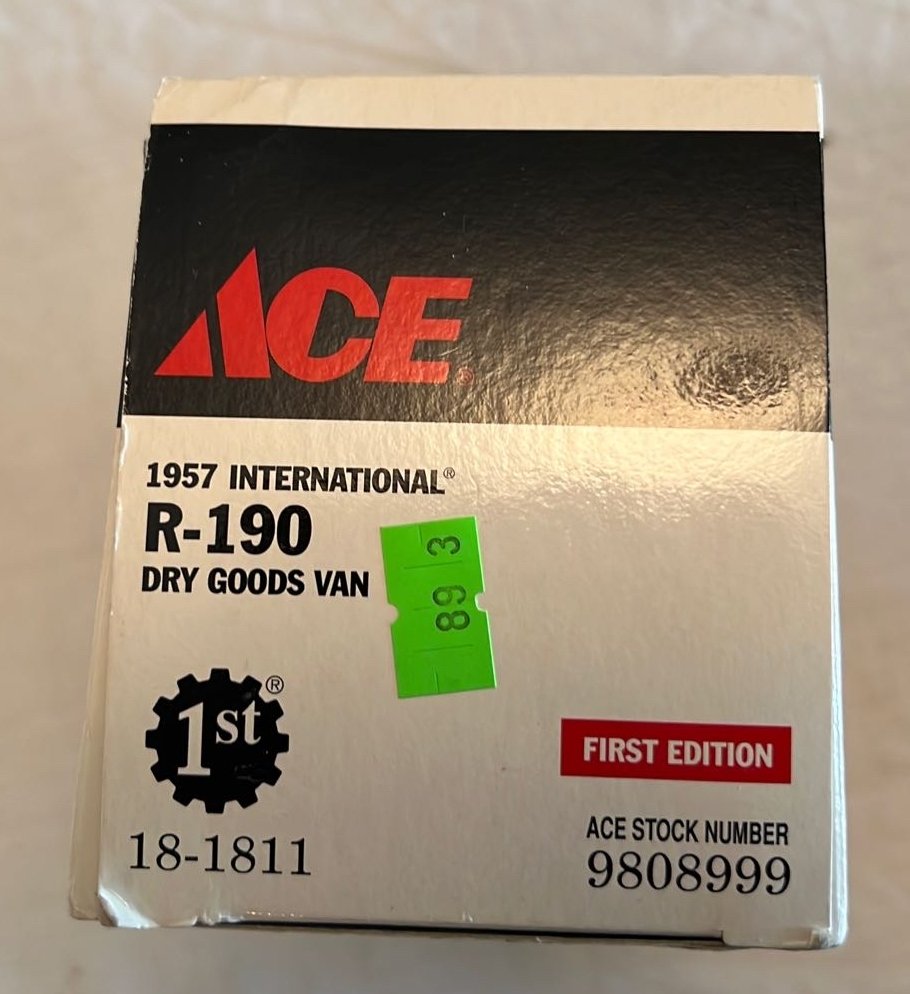 ACE®
1957 INTERNATIONAL®
R-190
DRY GOODS VAN
89 3
1st®
18-1811
FIRST EDITION
ACE STOCK NUMBER
9808999